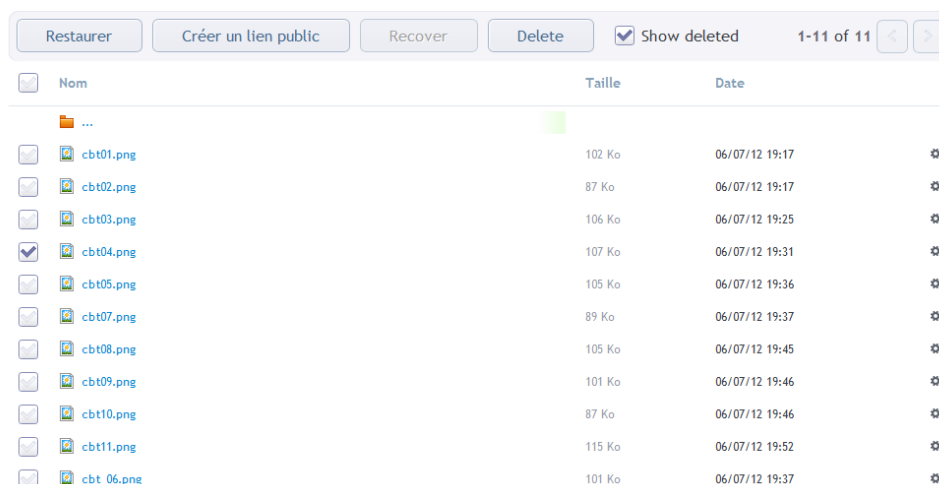 Restaurer Créer un lien public Recover Delete Show deleted 1-11 of 11 < >
Nom Taille Date
...
cbt01.png 102 Ko 06/07/12 19:17
cbt02.png 87 Ko 06/07/12 19:17
cbt03.png 106 Ko 06/07/12 19:25
cbt04.png 107 Ko 06/07/12 19:31
cbt05.png 105 Ko 06/07/12 19:36
cbt07.png 89 Ko 06/07/12 19:37
cbt08.png 105 Ko 06/07/12 19:45
cbt09.png 101 Ko 06/07/12 19:46
cbt10.png 87 Ko 06/07/12 19:46
cbt11.png 115 Ko 06/07/12 19:52
cbt_06.png 101 Ko 06/07/12 19:37